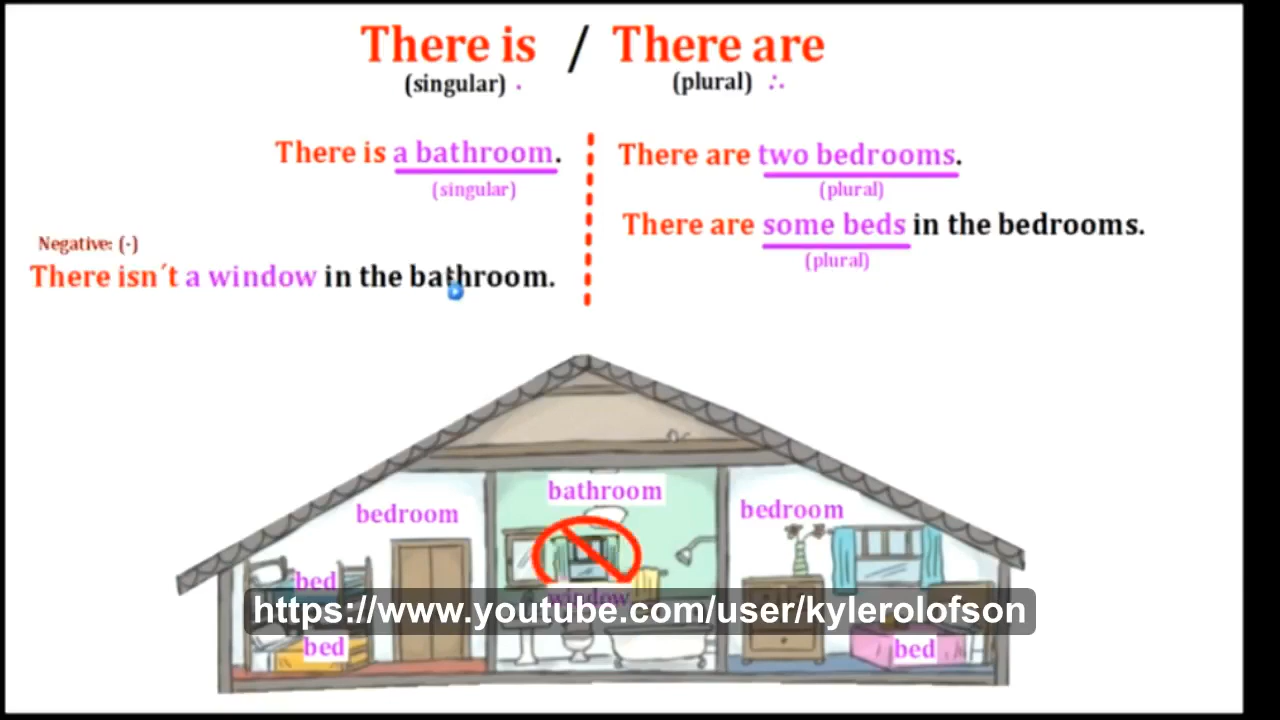 There is / There are
(singular) (plural)
There is a bathroom.
(singular)
There are two bedrooms.
(plural)
There are some beds in the bedrooms.
(plural)
Negative: (-)
There isn´t a window in the bathroom.
bathroom
bedroom
bedroom
bed
window
https://www.youtube.com/user/kylerolofson
bed
bed